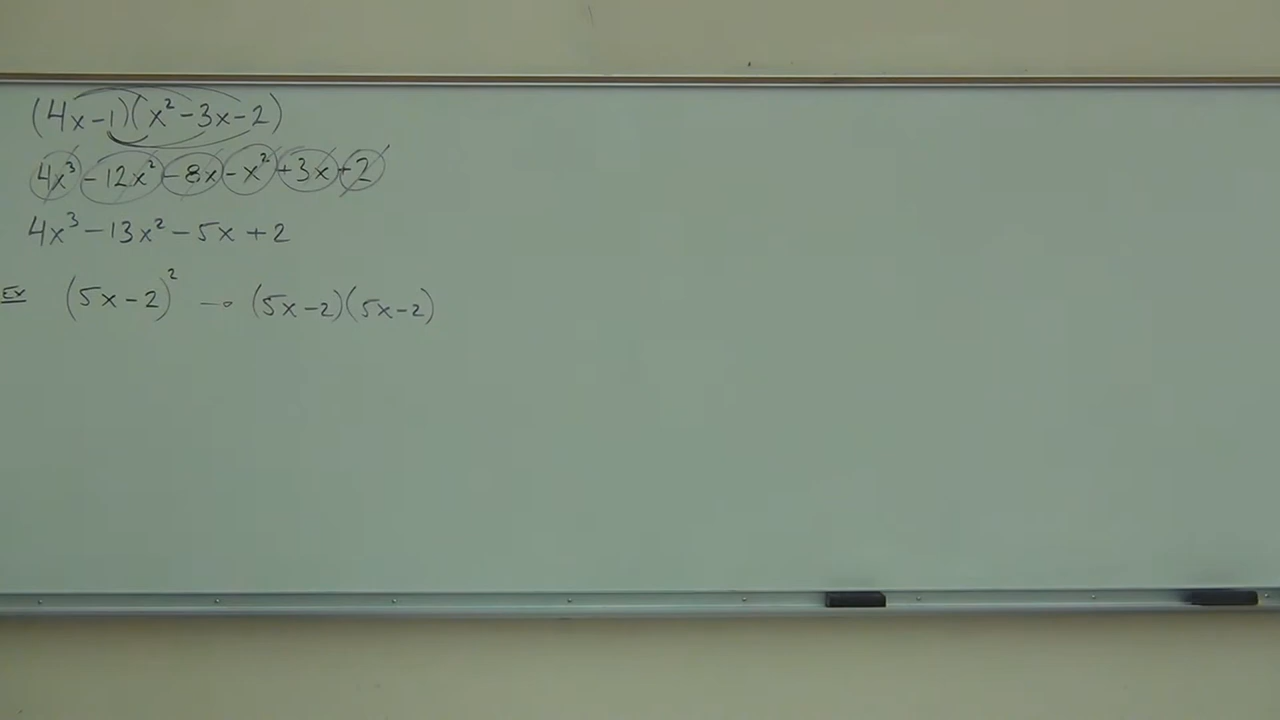 (4x-1)(x²-3x-2)
4x³-12x²-8x-x²+3x+2
4x³-13x²-5x+2
Ex (5x-2)² → (5x-2)(5x-2)